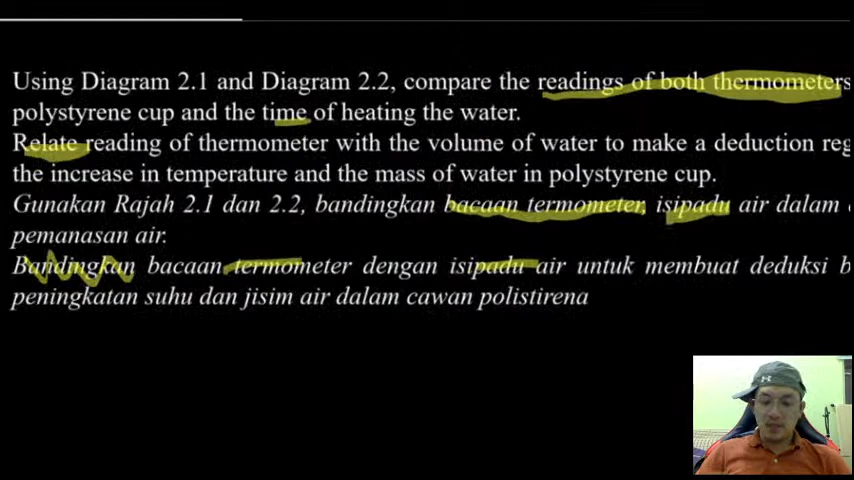 Using Diagram 2.1 and Diagram 2.2, compare the readings of both thermometers
polystyrene cup and the time of heating the water.
Relate reading of thermometer with the volume of water to make a deduction reg
the increase in temperature and the mass of water in polystyrene cup.
Gunakan Rajah 2.1 dan 2.2, bandingkan bacaan termometer, isipadu air dalam
pemanasan air.
Bandingkan bacaan termometer dengan isipadu air untuk membuat deduksi b
peningkatan suhu dan jisim air dalam cawan polistirena